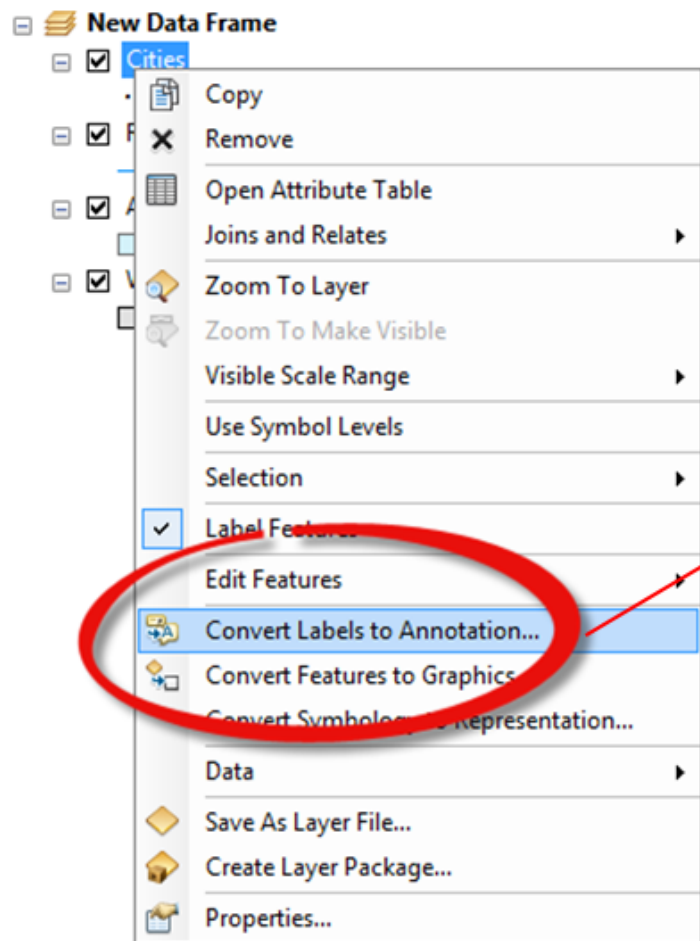 New Data Frame
Cities
Copy
Remove
Open Attribute Table
Joins and Relates
Zoom To Layer
Zoom To Make Visible
Visible Scale Range
Use Symbol Levels
Selection
Label Features
Edit Features
Convert Labels to Annotation...
Convert Features to Graphics
Convert Symbology to Representation...
Data
Save As Layer File...
Create Layer Package...
Properties...